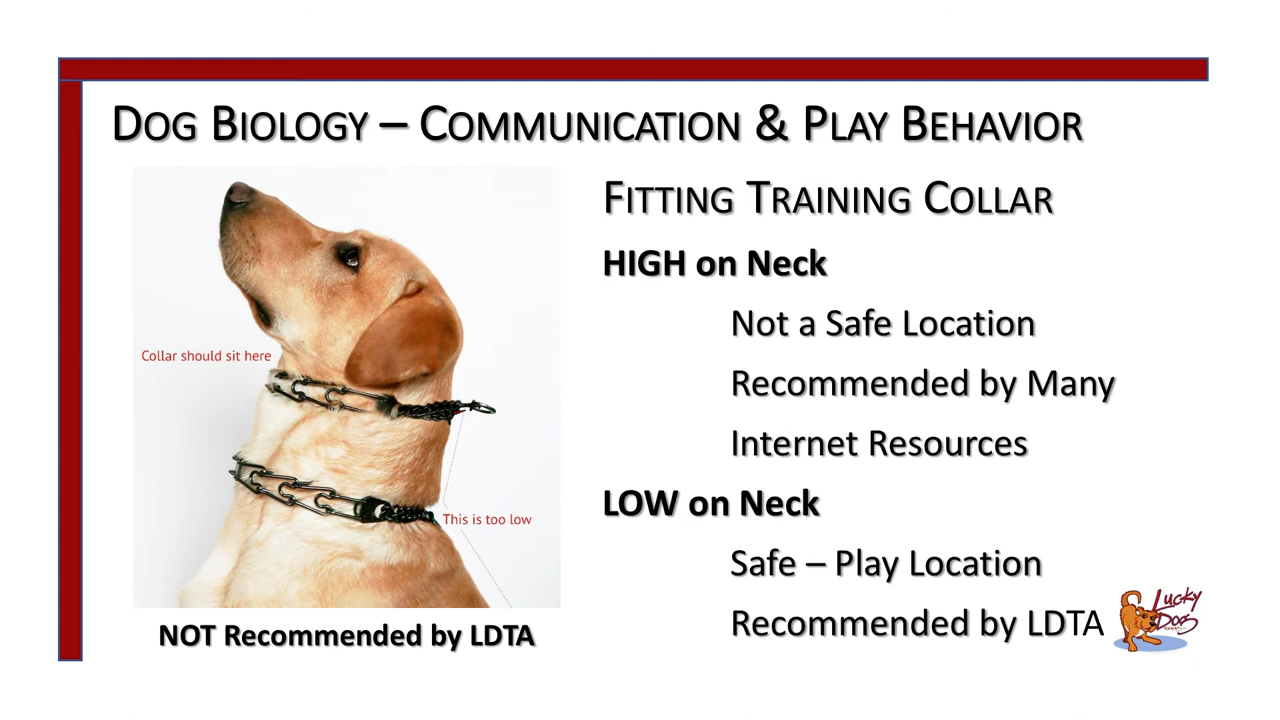 Dog Biology – Communication & Play Behavior
Fitting Training Collar
HIGH on Neck
Not a Safe Location
Recommended by Many
Internet Resources
LOW on Neck
Safe – Play Location
Recommended by LDTA
Collar should sit here
This is too low
NOT Recommended by LDTA
Lucky
Dog